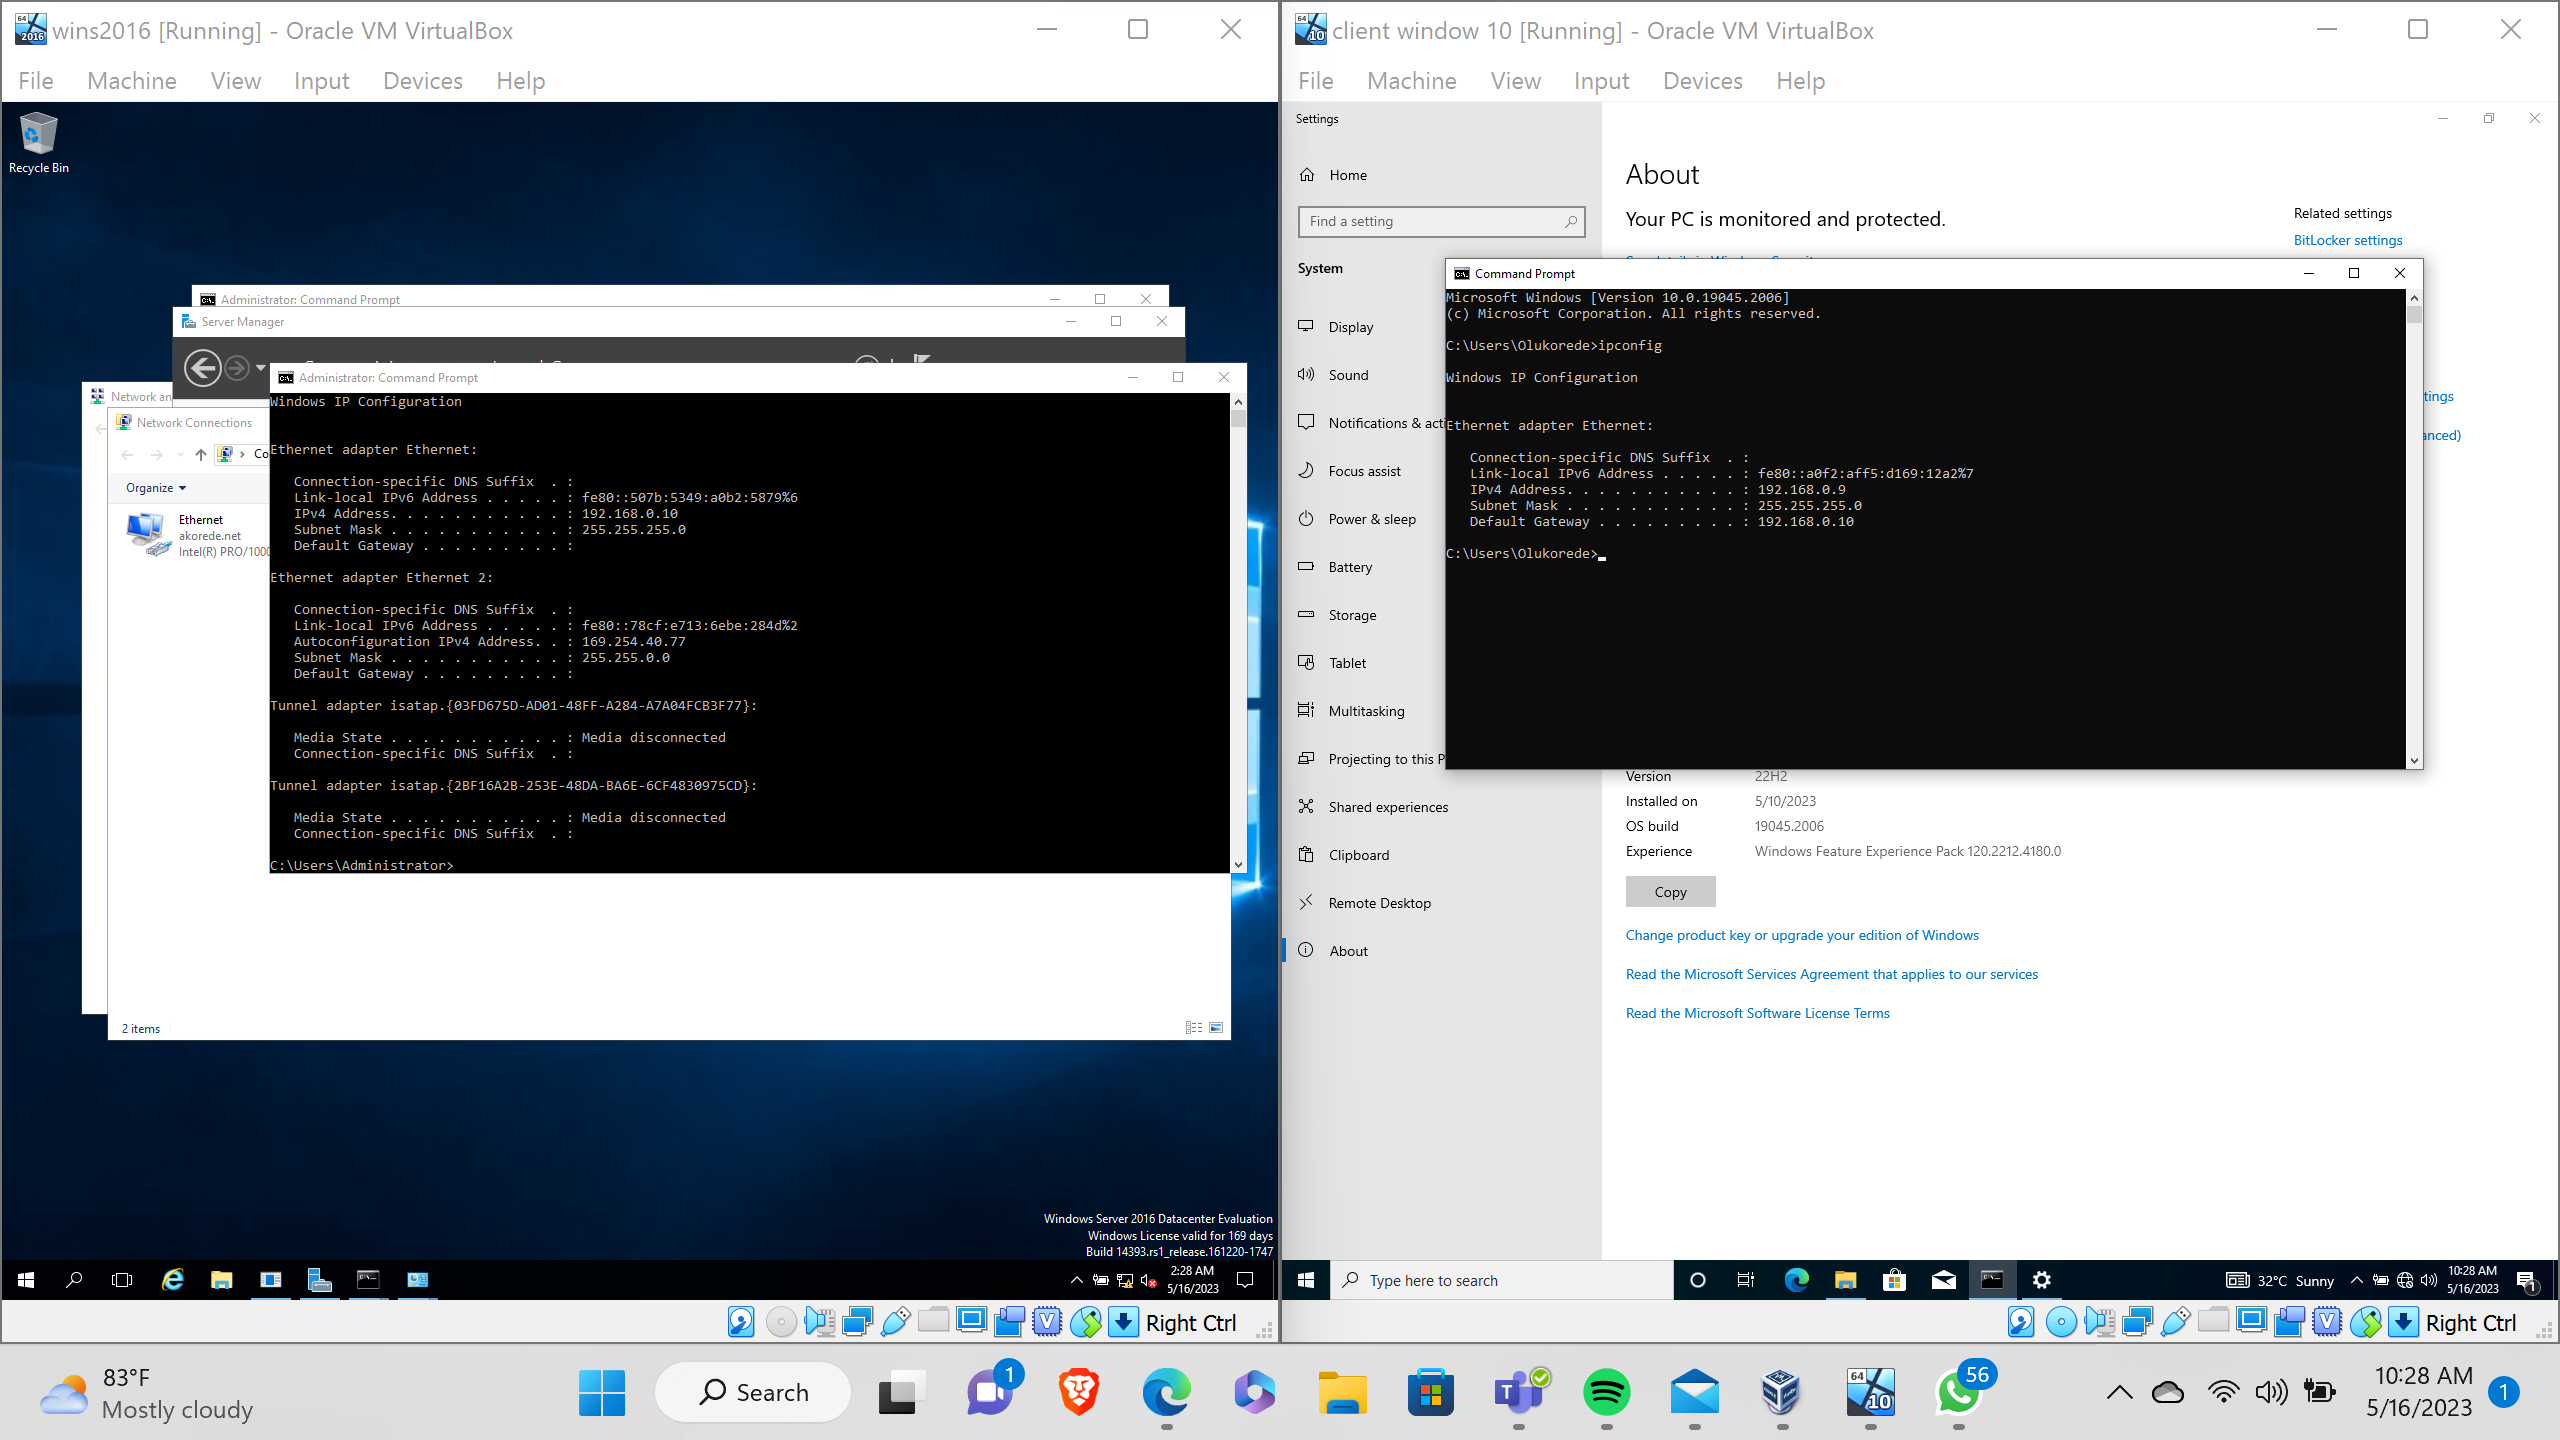 wins2016 [Running] - Oracle VM VirtualBox
File Machine View Input Devices Help
Recycle Bin
Administrator: Command Prompt
Server Manager
Network an
Network Connections
Co
Organize
Ethernet
akorede.net
Intel(R) PRO/1000
2 items
Administrator: Command Prompt
Windows IP Configuration
Ethernet adapter Ethernet:
Connection-specific DNS Suffix . :
Link-local IPv6 Address . . . . . : fe80::507b:5349:a0b2:5879%6
IPv4 Address. . . . . . . . . . . : 192.168.0.10
Subnet Mask . . . . . . . . . . . : 255.255.255.0
Default Gateway . . . . . . . . . :
Ethernet adapter Ethernet 2:
Connection-specific DNS Suffix . :
Link-local IPv6 Address . . . . . : fe80::78cf:e713:6ebe:284d%2
Autoconfiguration IPv4 Address. . : 169.254.40.77
Subnet Mask . . . . . . . . . . . : 255.255.0.0
Default Gateway . . . . . . . . . :
Tunnel adapter isatap.{03FD675D-AD01-48FF-A284-A7A04FCB3F77}:
Media State . . . . . . . . . . . : Media disconnected
Connection-specific DNS Suffix . :
Tunnel adapter isatap.{2BF16A2B-253E-48DA-BA6E-6CF4830975CD}:
Media State . . . . . . . . . . . : Media disconnected
Connection-specific DNS Suffix . :
C:\Users\Administrator>
Windows Server 2016 Datacenter Evaluation
Windows License valid for 169 days
Build 14393.rs1_release.161220-1747
2:28 AM
5/16/2023
Right Ctrl
client window 10 [Running] - Oracle VM VirtualBox
File Machine View Input Devices Help
Settings
Home
Find a setting
System
Display
Sound
Notifications & acti
Focus assist
Power & sleep
Battery
Storage
Tablet
Multitasking
Projecting to this P
Shared experiences
Clipboard
Remote Desktop
About
About
Your PC is monitored and protected.
Related settings
BitLocker settings
tings
anced)
Command Prompt
Microsoft Windows [Version 10.0.19045.2006]
(c) Microsoft Corporation. All rights reserved.
C:\Users\Olukorede>ipconfig
Windows IP Configuration
Ethernet adapter Ethernet:
Connection-specific DNS Suffix . :
Link-local IPv6 Address . . . . . : fe80::a0f2:aff5:d169:12a2%7
IPv4 Address. . . . . . . . . . . : 192.168.0.9
Subnet Mask . . . . . . . . . . . : 255.255.255.0
Default Gateway . . . . . . . . . : 192.168.0.10
C:\Users\Olukorede>
Version 22H2
Installed on 5/10/2023
OS build 19045.2006
Experience Windows Feature Experience Pack 120.2212.4180.0
Copy
Change product key or upgrade your edition of Windows
Read the Microsoft Services Agreement that applies to our services
Read the Microsoft Software License Terms
Type here to search
32°C Sunny
10:28 AM
5/16/2023
1
Right Ctrl
83°F
Mostly cloudy
Search
1
56
10:28 AM
5/16/2023
1